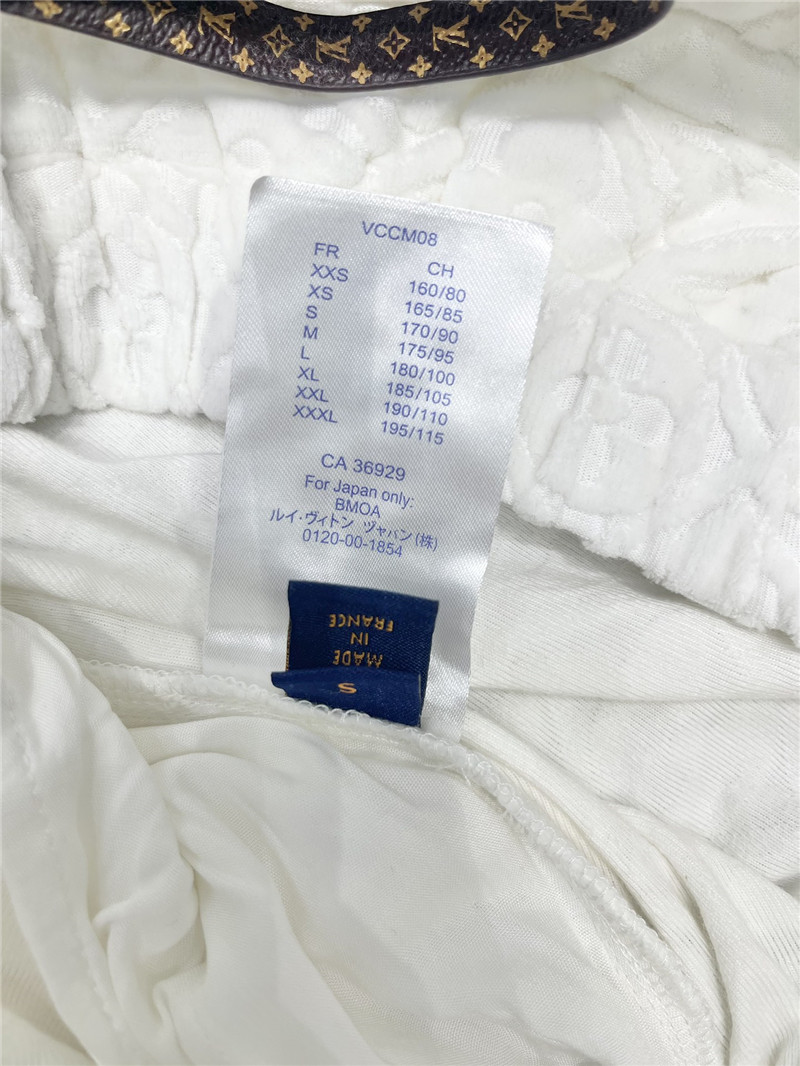 VCCM08
FR CH
XXS 160/80
XS 165/85
S 170/90
M 175/95
L 180/100
XL 185/105
XXL 190/110
XXXL 195/115
CA 36929
For Japan only:
BMOA
ルイ・ヴィトン ヅャパン(株)
0120-00-1854
MADE
IN
FRANCE
S